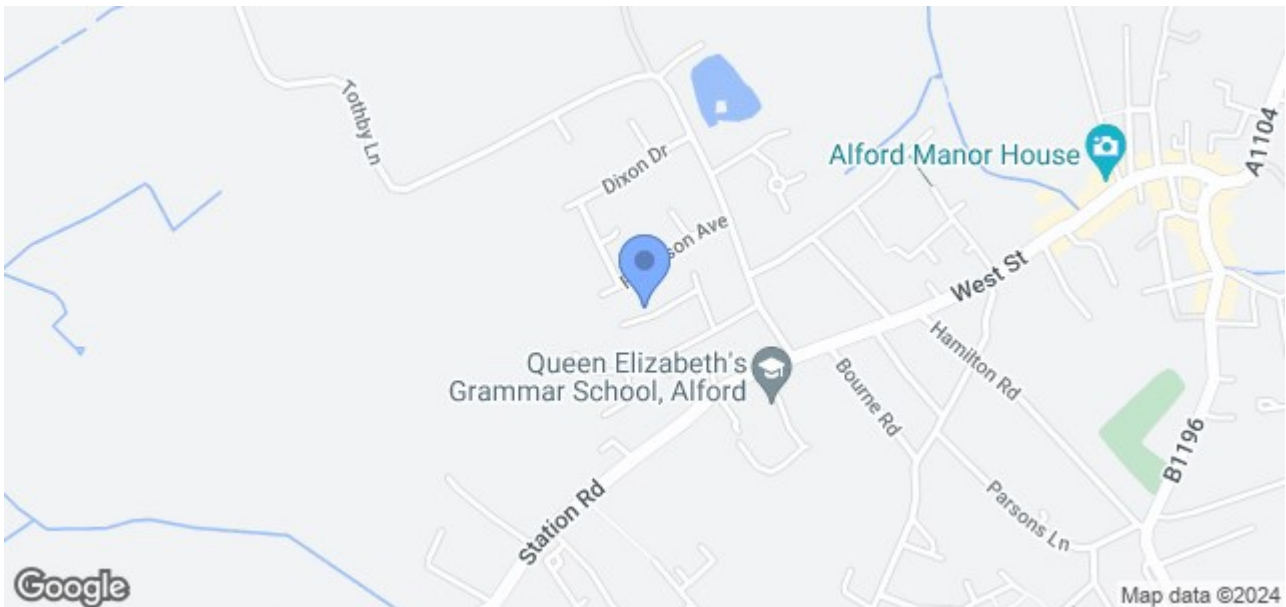 Tothby Ln
Dixon Dr
son Ave
Alford Manor House
A1104
West St
Queen Elizabeth's
Grammar School, Alford
Hamilton Rd
Bourne Rd
B1196
Parsons Ln
Station Rd
Google
Map data ©2024